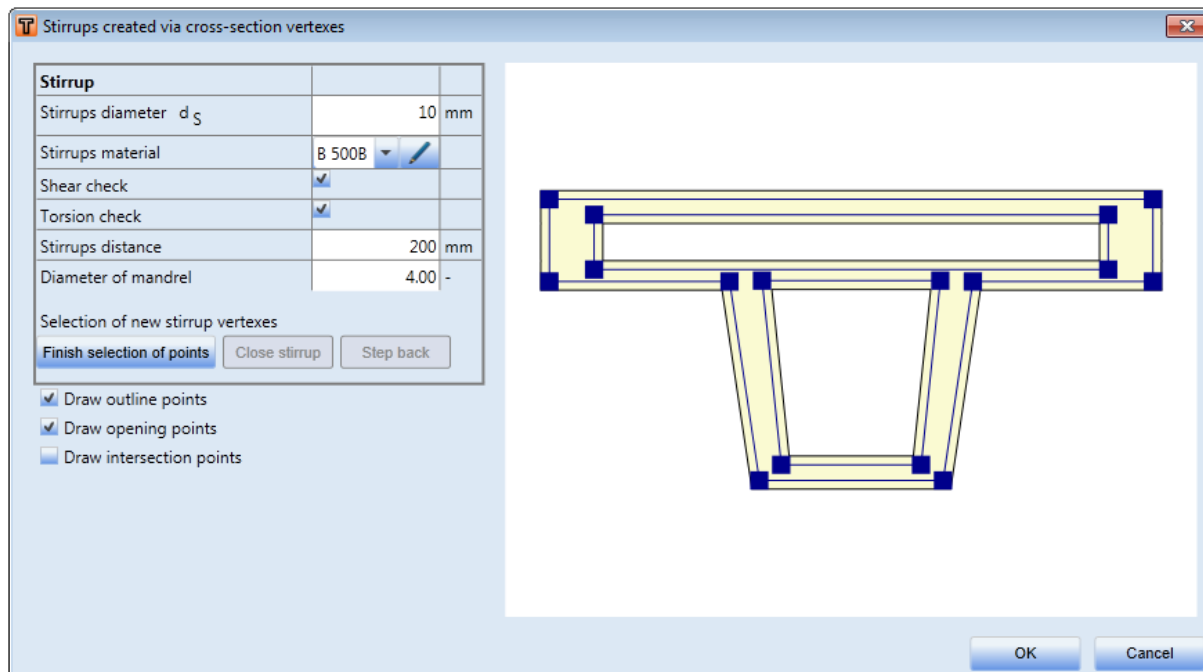 T Stirrups created via cross-section vertexes
Stirrup
Stirrups diameter d S 10 mm
Stirrups material B 500B
Shear check
Torsion check
Stirrups distance 200 mm
Diameter of mandrel 4.00 -
Selection of new stirrup vertexes
Finish selection of points Close stirrup Step back
Draw outline points
Draw opening points
Draw intersection points
OK Cancel